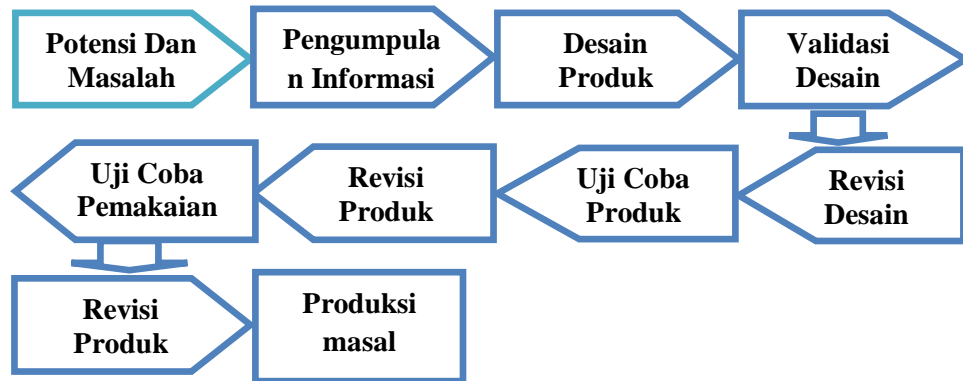 Potensi Dan
Masalah
Pengumpula
n Informasi
Desain
Produk
Validasi
Desain
Revisi
Desain
Uji Coba
Produk
Revisi
Produk
Uji Coba
Pemakaian
Revisi
Produk
Produksi
masal